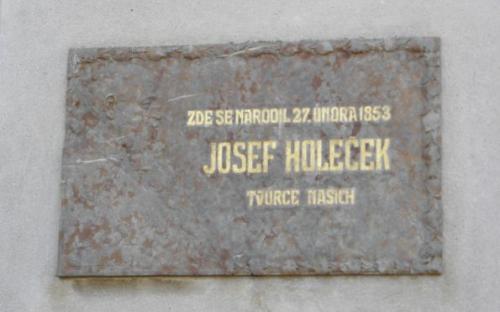 ZDE SE NARODIL 27. ÚNORA 1853
JOSEF HOLEČEK
TVŮRCE NAŠICH